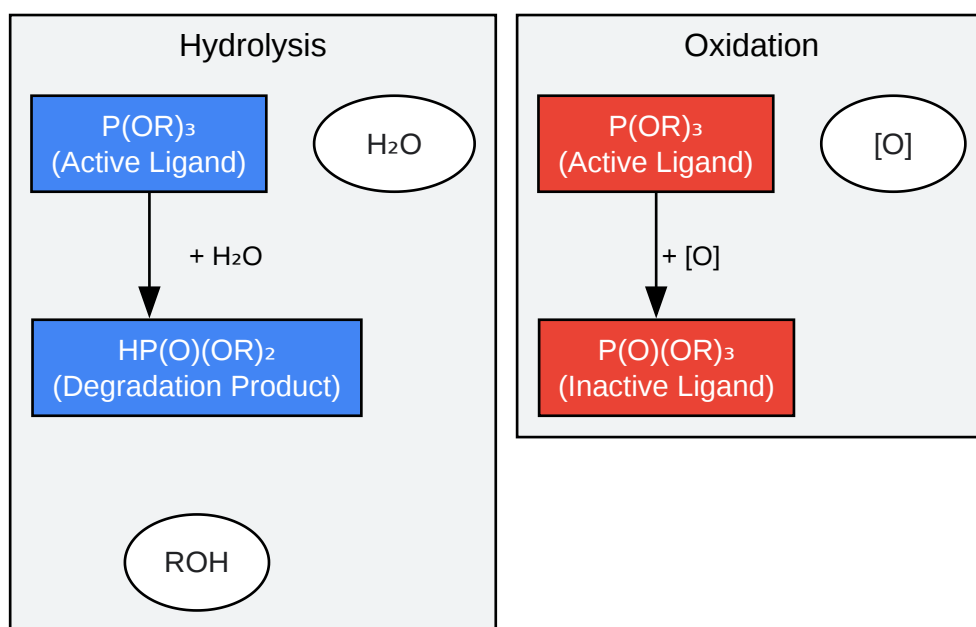 Hydrolysis
P(OR)₃
(Active Ligand)
H₂O
+ H₂O
HP(O)(OR)₂
(Degradation Product)
ROH
Oxidation
P(OR)₃
(Active Ligand)
[O]
+ [O]
P(O)(OR)₃
(Inactive Ligand)